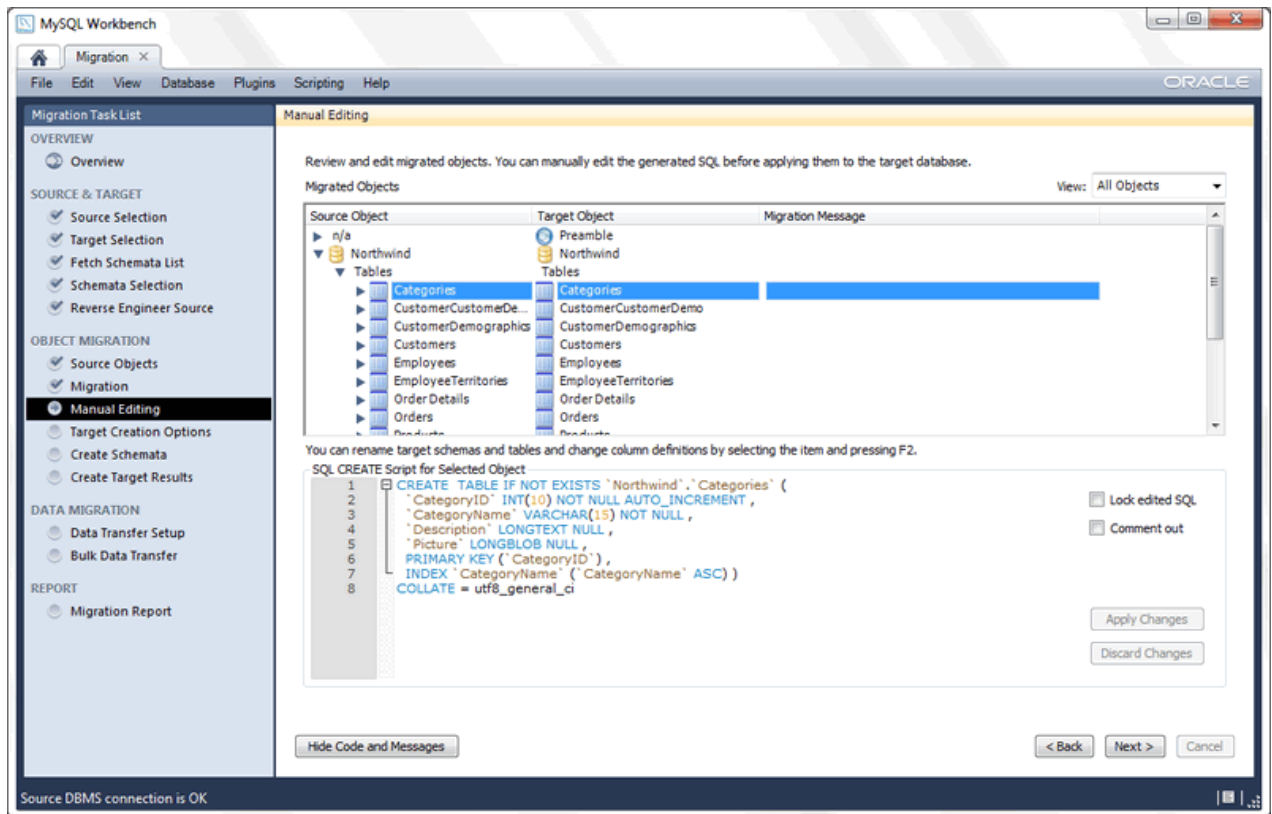 MySQL Workbench
Migration
File Edit View Database Plugins Scripting Help
ORACLE
Migration Task List
OVERVIEW
Overview
SOURCE & TARGET
Source Selection
Target Selection
Fetch Schemata List
Schemata Selection
Reverse Engineer Source
OBJECT MIGRATION
Source Objects
Migration
Manual Editing
Target Creation Options
Create Schemata
Create Target Results
DATA MIGRATION
Data Transfer Setup
Bulk Data Transfer
REPORT
Migration Report
Manual Editing
Review and edit migrated objects. You can manually edit the generated SQL before applying them to the target database.
Migrated Objects
View: All Objects
Source Object Target Object Migration Message
n/a Preamble
Northwind Northwind
Tables Tables
Categories Categories
CustomerCustomerDe... CustomerCustomerDemo
CustomerDemographics CustomerDemographics
Customers Customers
Employees Employees
EmployeeTerritories EmployeeTerritories
Order Details Order Details
Orders Orders
Products Products
You can rename target schemas and tables and change column definitions by selecting the item and pressing F2.
SQL CREATE Script for Selected Object
1 CREATE TABLE IF NOT EXISTS `Northwind`.`Categories` (
2 `CategoryID` INT(10) NOT NULL AUTO_INCREMENT ,
3 `CategoryName` VARCHAR(15) NOT NULL ,
4 `Description` LONGTEXT NULL ,
5 `Picture` LONGBLOB NULL ,
6 PRIMARY KEY (`CategoryID`) ,
7 INDEX `CategoryName` (`CategoryName` ASC) )
8 COLLATE = utf8_general_ci
Lock edited SQL
Comment out
Apply Changes
Discard Changes
Hide Code and Messages
< Back Next > Cancel
Source DBMS connection is OK